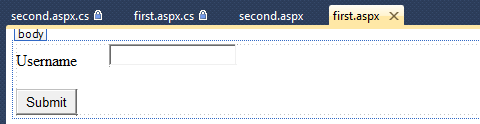 second.aspx.cs first.aspx.cs second.aspx first.aspx
body
Username
Submit